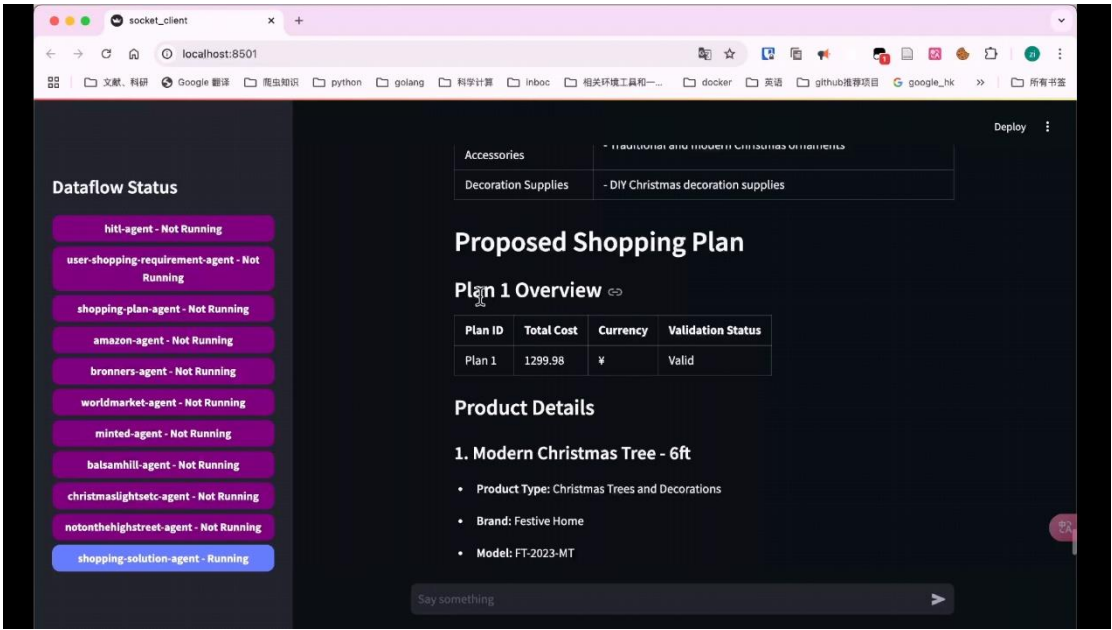 socket_client
localhost:8501
文献、科研
Google 翻译
爬虫知识
python
golang
科学计算
inboc
相关环境工具和一...
docker
英语
github推荐项目
google_hk
所有书签
Deploy
Dataflow Status
hitl-agent - Not Running
user-shopping-requirement-agent - Not
Running
shopping-plan-agent - Not Running
amazon-agent - Not Running
bronners-agent - Not Running
worldmarket-agent - Not Running
minted-agent - Not Running
balsamhill-agent - Not Running
christmaslightsetc-agent - Not Running
notonthehighstreet-agent - Not Running
shopping-solution-agent - Running
Accessories
- Traditional and modern Christmas ornaments
Decoration Supplies
- DIY Christmas decoration supplies
Proposed Shopping Plan
Plan 1 Overview
Plan ID Total Cost Currency Validation Status
Plan 1 1299.98 ¥ Valid
Product Details
1. Modern Christmas Tree - 6ft
• Product Type: Christmas Trees and Decorations
• Brand: Festive Home
• Model: FT-2023-MT
Say something